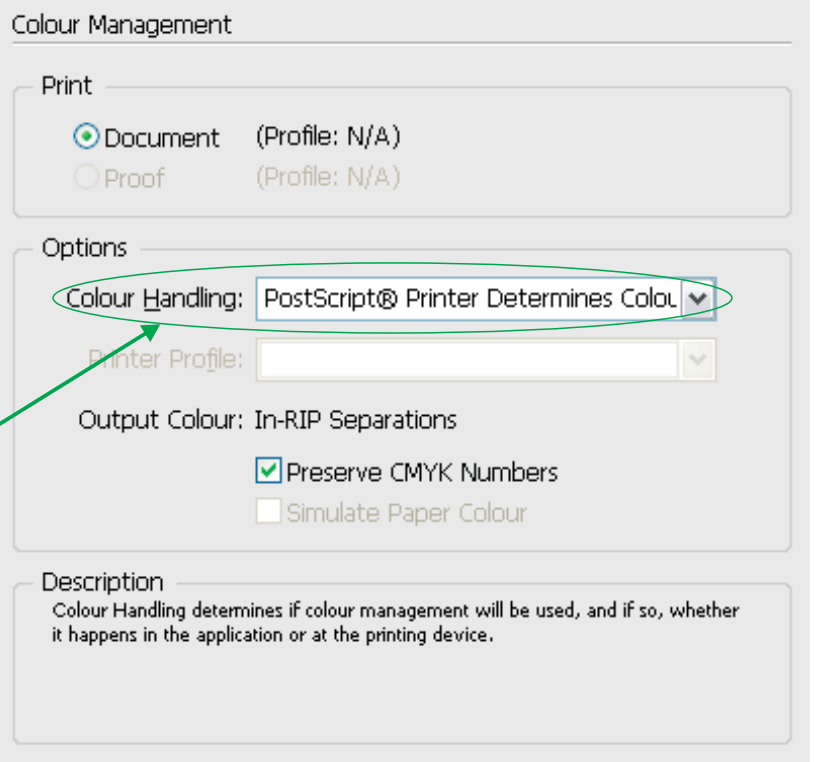 Colour Management
Print
Document (Profile: N/A)
Proof (Profile: N/A)
Options
Colour Handling: PostScript® Printer Determines Colou
Printer Profile:
Output Colour: In-RIP Separations
Preserve CMYK Numbers
Simulate Paper Colour
Description
Colour Handling determines if colour management will be used, and if so, whether
it happens in the application or at the printing device.